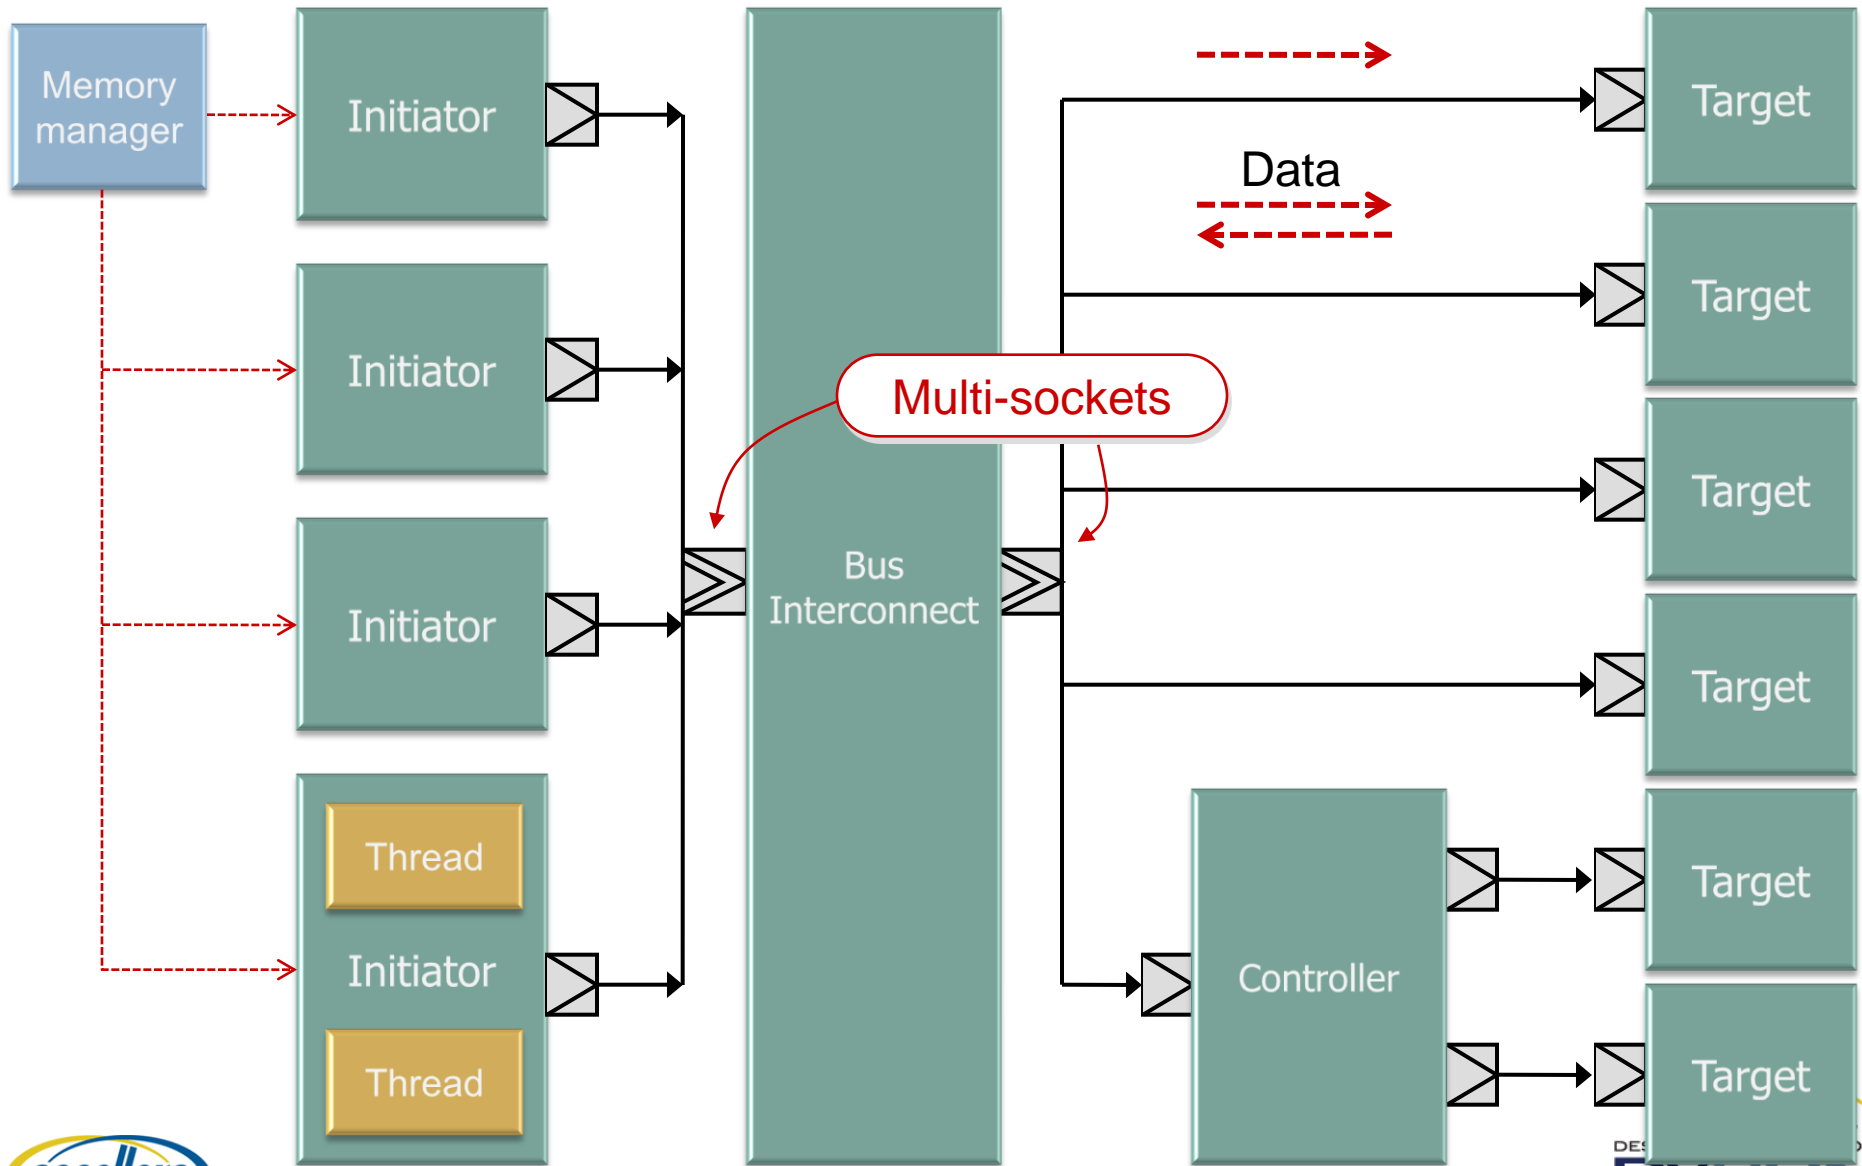 Memory
manager
Initiator
Initiator
Initiator
Thread
Initiator
Thread
Bus
Interconnect
Multi-sockets
Data
Controller
Target
Target
Target
Target
Target
Target